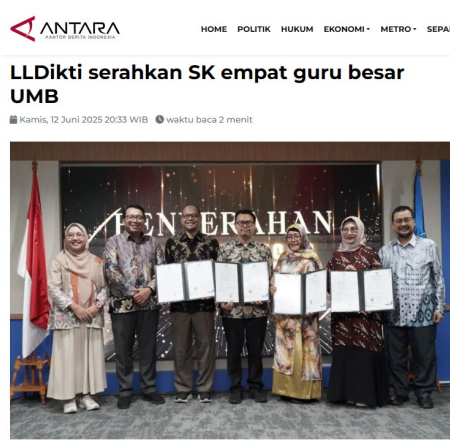 ANTARA
KANTOR BERITA INDONESIA
HOME POLITIK HUKUM EKONOMI METRO SEPA
LLDikti serahkan SK empat guru besar
UMB
Kamis, 12 Juni 2025 20:33 WIB waktu baca 2 menit
PENYERAHAN